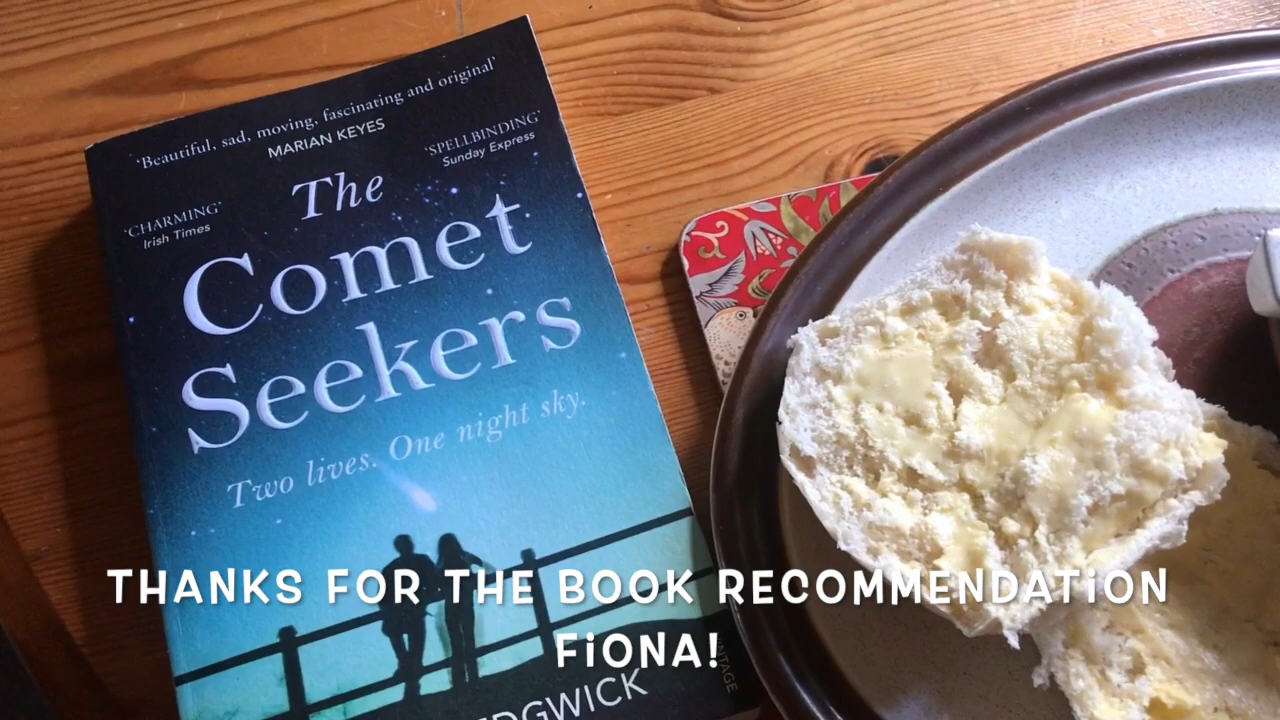 'Beautiful, sad, moving, fascinating and original'
MARIAN KEYES
'SPELLBINDING'
Sunday Express
'CHARMING'
Irish Times
The
Comet
Seekers
Two lives. One night sky.
THANKS FOR THE BOOK RECOMMENDATION
FIONA!
VINTAGE